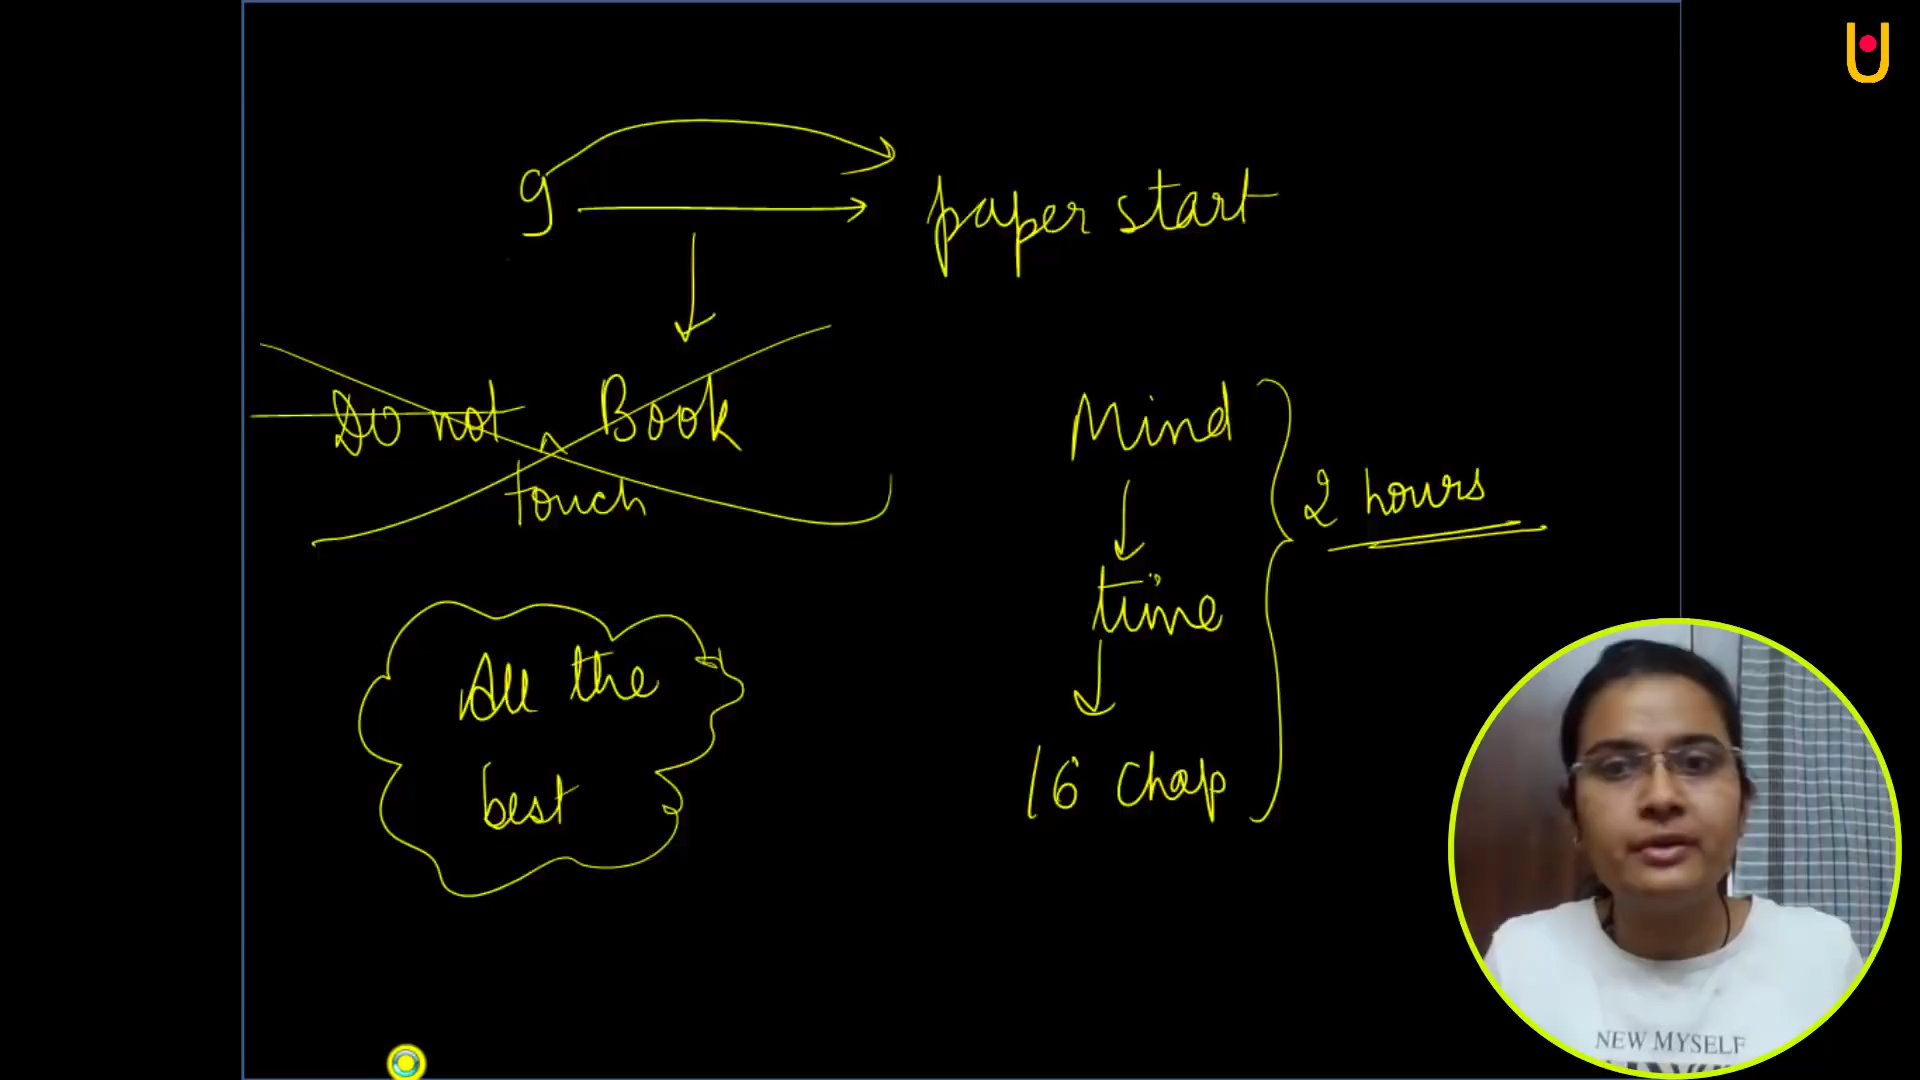 9 paper start
Do not Book
touch
Mind
2 hours
time
16 Chap
All the
best
NEW MYSELF